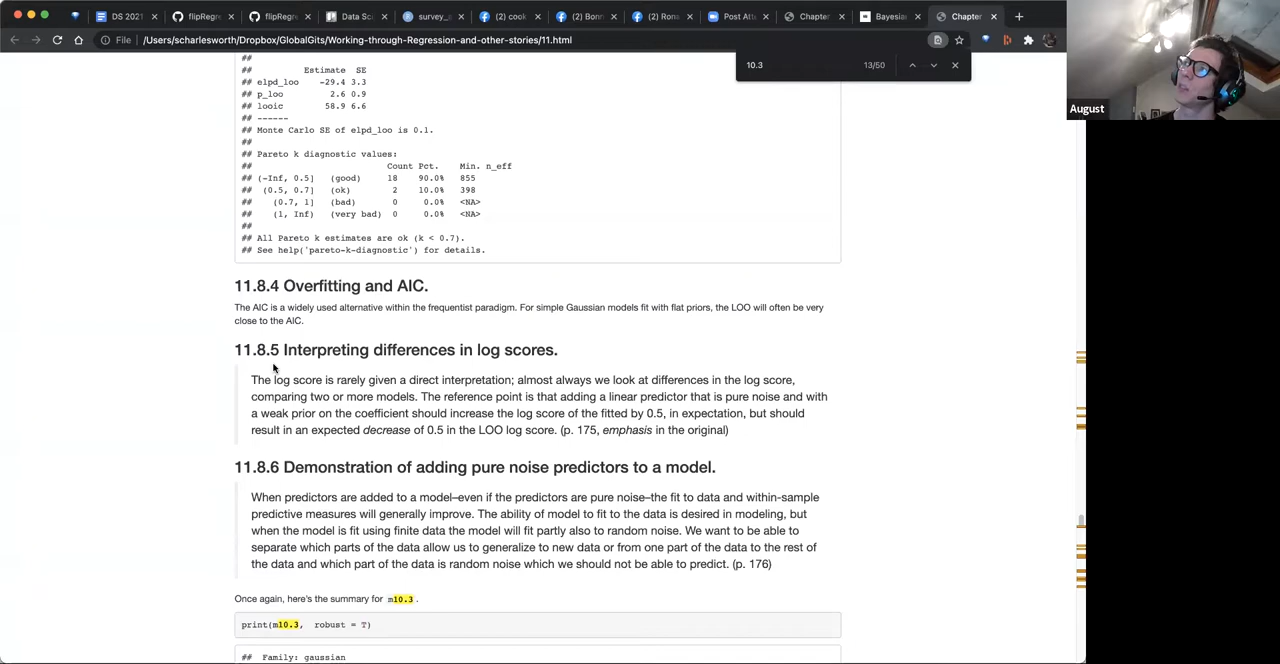 DS 2021
flipRegre
flipRegre
Data Sci
survey_
(2) cook
(2) Bonn
(2) Rons
Post Att
Chapter
Bayesia
Chapter
File
/Users/scharlesworth/Dropbox/GlobalGits/Working-through-Regression-and-other-stories/11.html
10.3
13/50
August
##
## Estimate SE
## elpd_loo -29.4 3.3
## p_loo 2.6 0.9
## looic 58.9 6.6
## ------
## Monte Carlo SE of elpd_loo is 0.1.
##
## Pareto k diagnostic values:
## Count Pct. Min. n_eff
## (-Inf, 0.5] (good) 18 90.0% 855
## (0.5, 0.7] (ok) 2 10.0% 398
## (0.7, 1] (bad) 0 0.0% <NA>
## (1, Inf) (very bad) 0 0.0% <NA>
##
## All Pareto k estimates are ok (k < 0.7).
## See help('pareto-k-diagnostic') for details.
11.8.4 Overfitting and AIC.
The AIC is a widely used alternative within the frequentist paradigm. For simple Gaussian models fit with flat priors, the LOO will often be very
close to the AIC.
11.8.5 Interpreting differences in log scores.
The log score is rarely given a direct interpretation; almost always we look at differences in the log score,
comparing two or more models. The reference point is that adding a linear predictor that is pure noise and with
a weak prior on the coefficient should increase the log score of the fitted by 0.5, in expectation, but should
result in an expected decrease of 0.5 in the LOO log score. (p. 175, emphasis in the original)
11.8.6 Demonstration of adding pure noise predictors to a model.
When predictors are added to a model–even if the predictors are pure noise–the fit to data and within-sample
predictive measures will generally improve. The ability of model to fit to the data is desired in modeling, but
when the model is fit using finite data the model will fit partly also to random noise. We want to be able to
separate which parts of the data allow us to generalize to new data or from one part of the data to the rest of
the data and which part of the data is random noise which we should not be able to predict. (p. 176)
Once again, here's the summary for m10.3 .
print(m10.3, robust = T)
## Family: gaussian